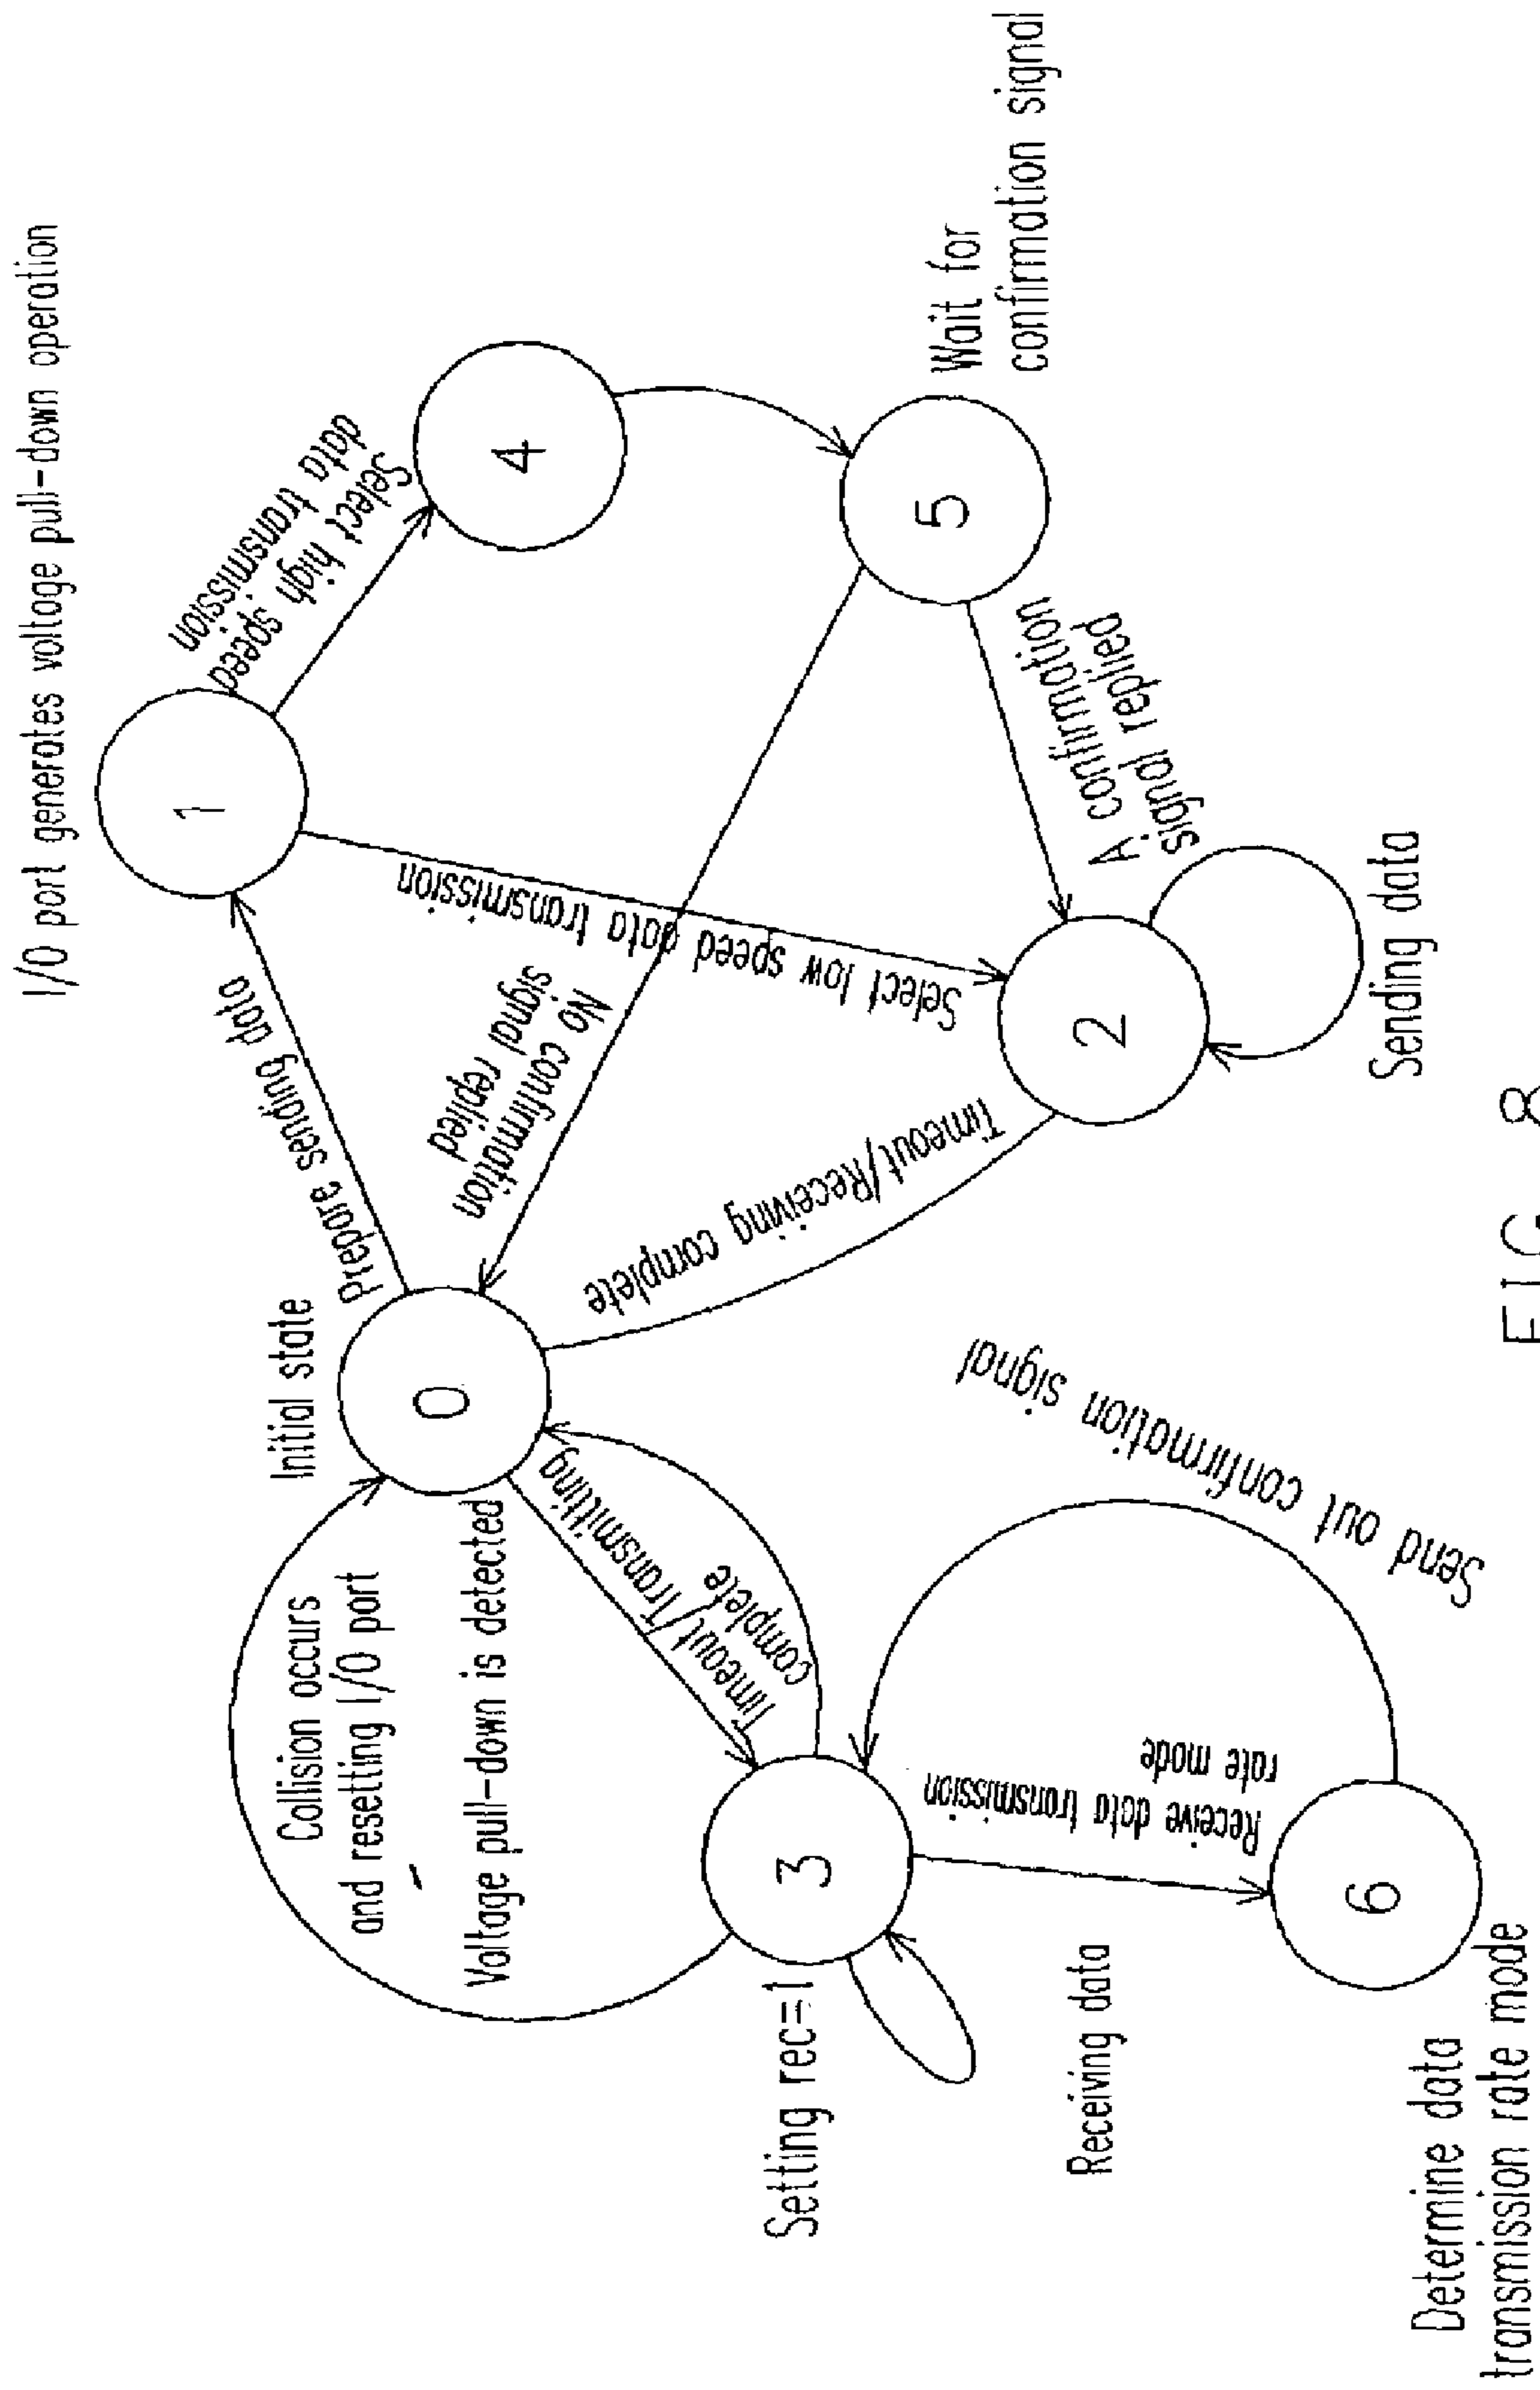 I/O port generates voltage pull-down operation
1
Select high speed
data transmission
4
Prepare sending data
Initial state
0
Select low speed data transmission
No confirmation
signal replied
5
Wait for
confirmation signal
A confirmation
signal replied
2
Sending data
Timeout/Receiving complete
Collision occurs
and resetting I/O port
Voltage pull-down is detected
Timeout/Transmitting
complete
Setting rec=1
3
Receiving data
Receive data transmission
rate mode
Send out confirmation signal
6
Determine data
transmission rate mode
FIG. 8